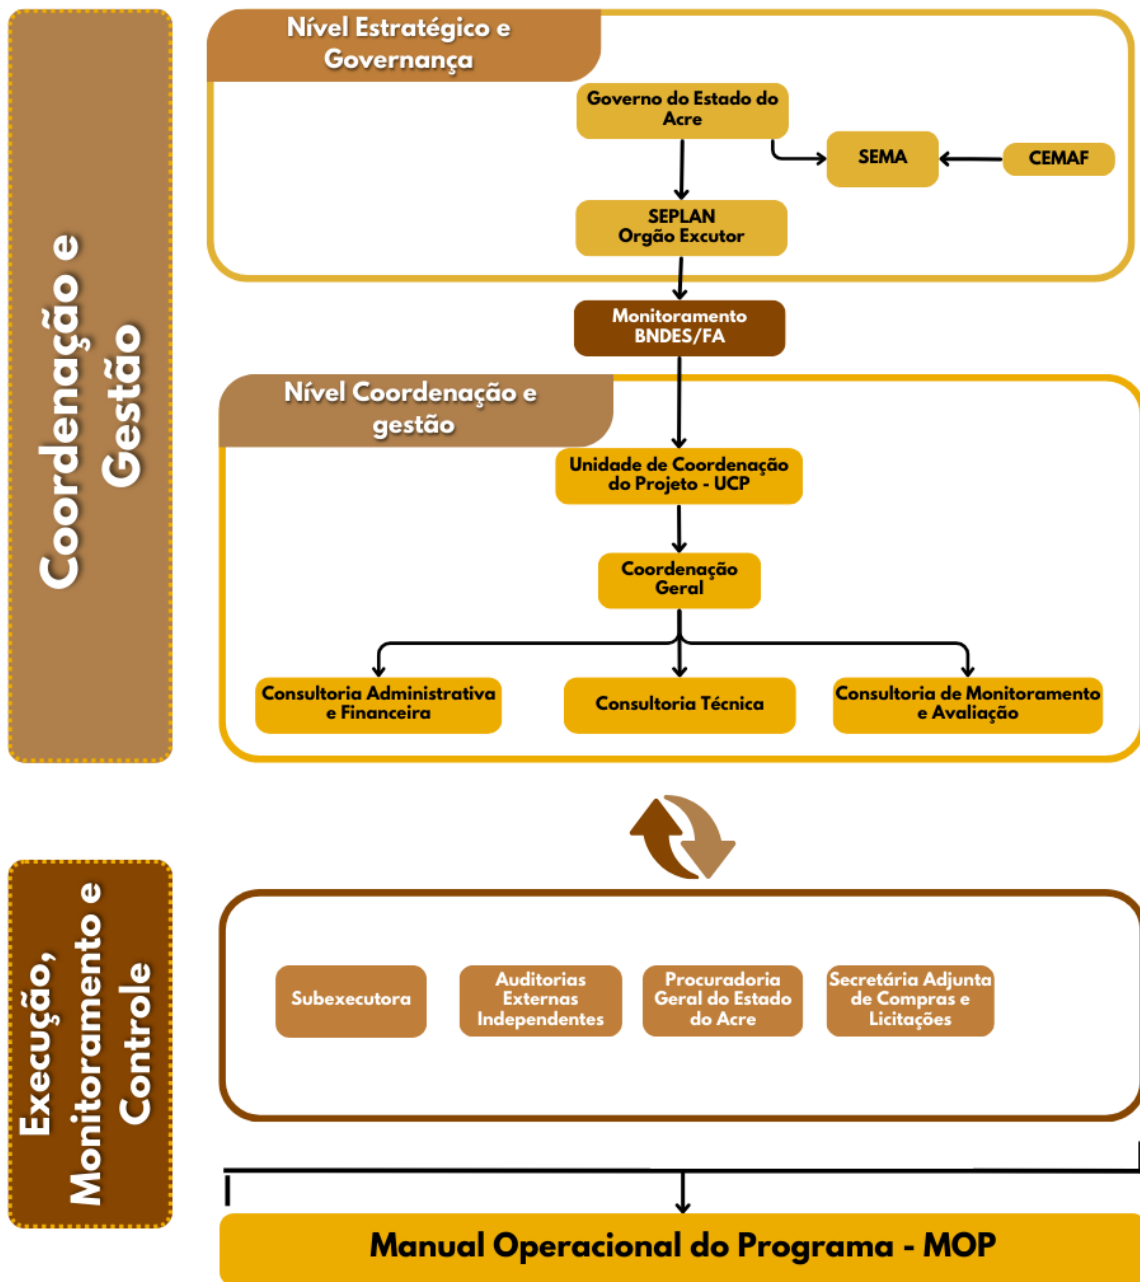 Coordenação e
Gestão
Nível Estratégico e
Governança
Governo do Estado do
Acre
SEMA
CEMAF
SEPLAN
Orgão Excutor
Monitoramento
BNDES/FA
Nível Coordenação e
gestão
Unidade de Coordenação
do Projeto - UCP
Coordenação
Geral
Consultoria Administrativa
e Financeira
Consultoria Técnica
Consultoria de Monitoramento
e Avaliação
Execução,
Monitoramento e
Controle
Subexecutora
Auditorias
Externas
Independentes
Procuradoria
Geral do Estado
do Acre
Secretária Adjunta
de Compras e
Licitações
Manual Operacional do Programa - MOP